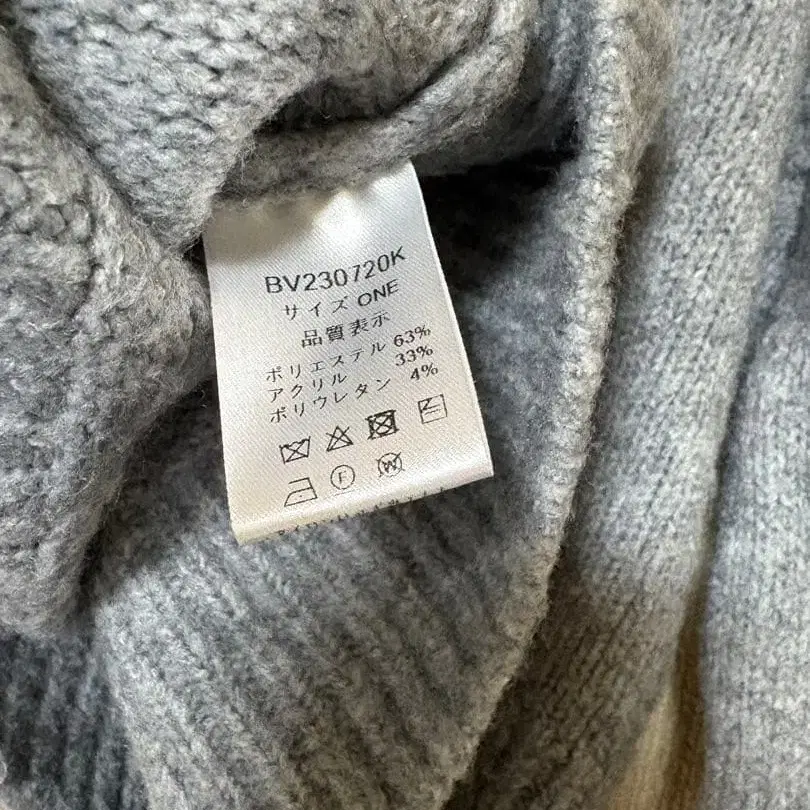 BV230720K
サイズ ONE
品質表示
ポリエステル 63%
アクリル 33%
ポリウレタン 4%
F
W